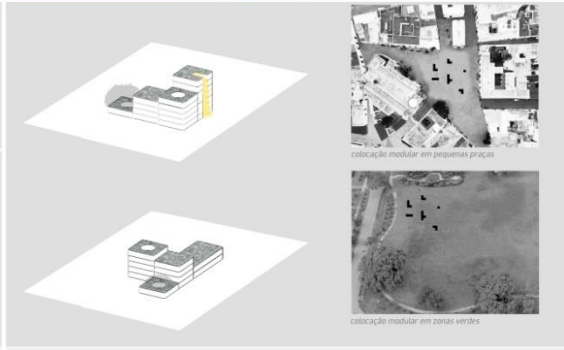 colocação modular em pequenas praças
colocação modular em zonas verdes